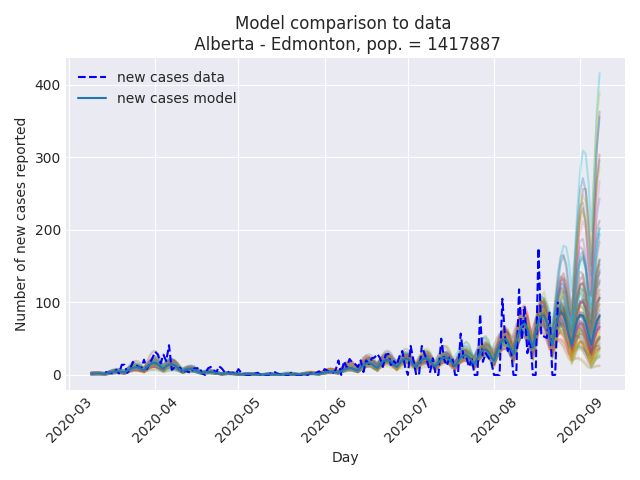 Model comparison to data
Alberta - Edmonton, pop. = 1417887
new cases data
new cases model
Number of new cases reported
400
300
200
100
0
2020-03
2020-04
2020-05
2020-06
2020-07
2020-08
2020-09
Day